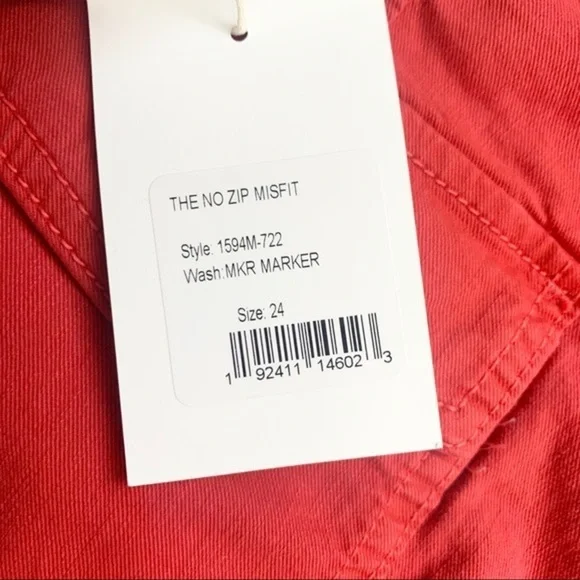 THE NO ZIP MISFIT
Style: 1594M-722
Wash:MKR MARKER
Size: 24
1 92411 14602 3